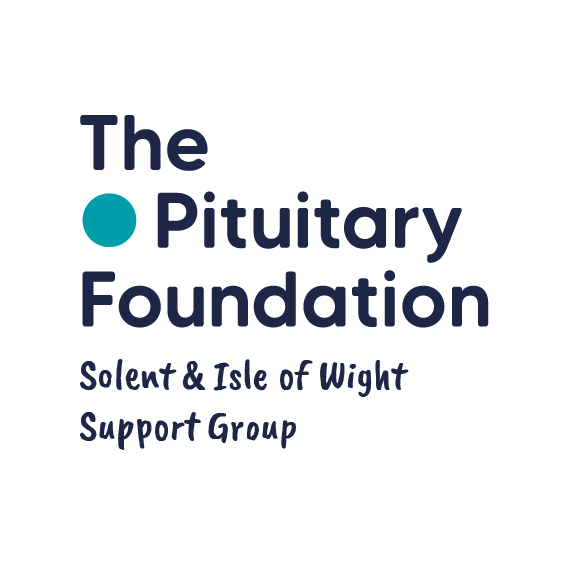 The
Pituitary
Foundation
Solent & Isle of Wight
Support Group